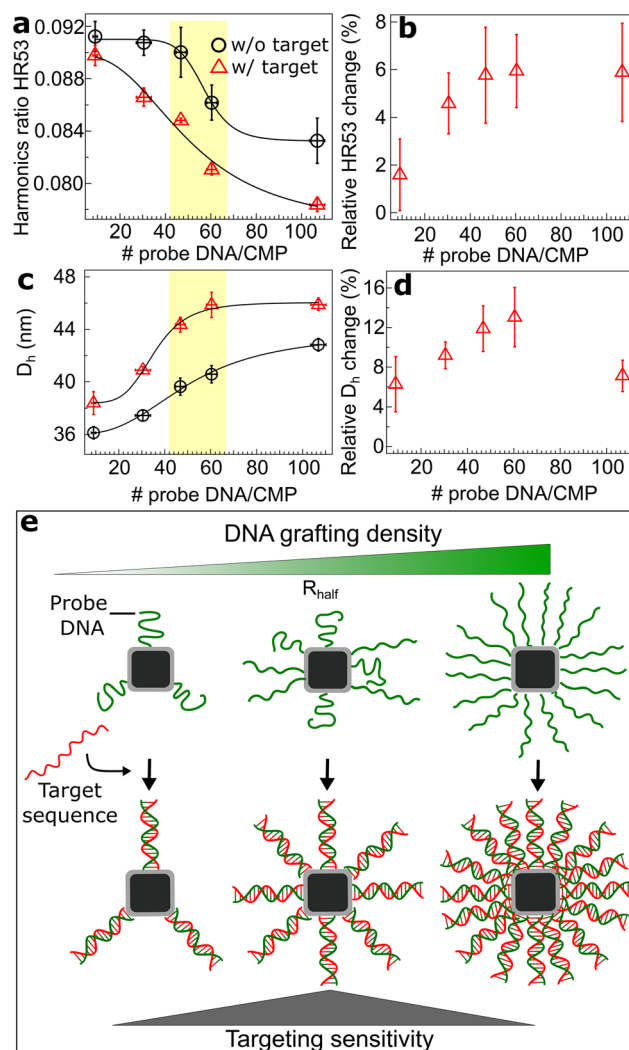 a
Harmonics ratio HR53
0.092
0.088
0.084
0.080
w/o target
w/ target
0 20 40 60 80 100
# probe DNA/CMP
b
Relative HR53 change (%)
8
6
4
2
0
0 20 40 60 80 100
# probe DNA/CMP
c
Dh (nm)
48
44
40
36
0 20 40 60 80 100
# probe DNA/CMP
d
Relative Dh change (%)
16
12
8
4
0
0 20 40 60 80 100
# probe DNA/CMP
e
DNA grafting density
Rhalf
Probe
DNA
Target
sequence
Targeting sensitivity